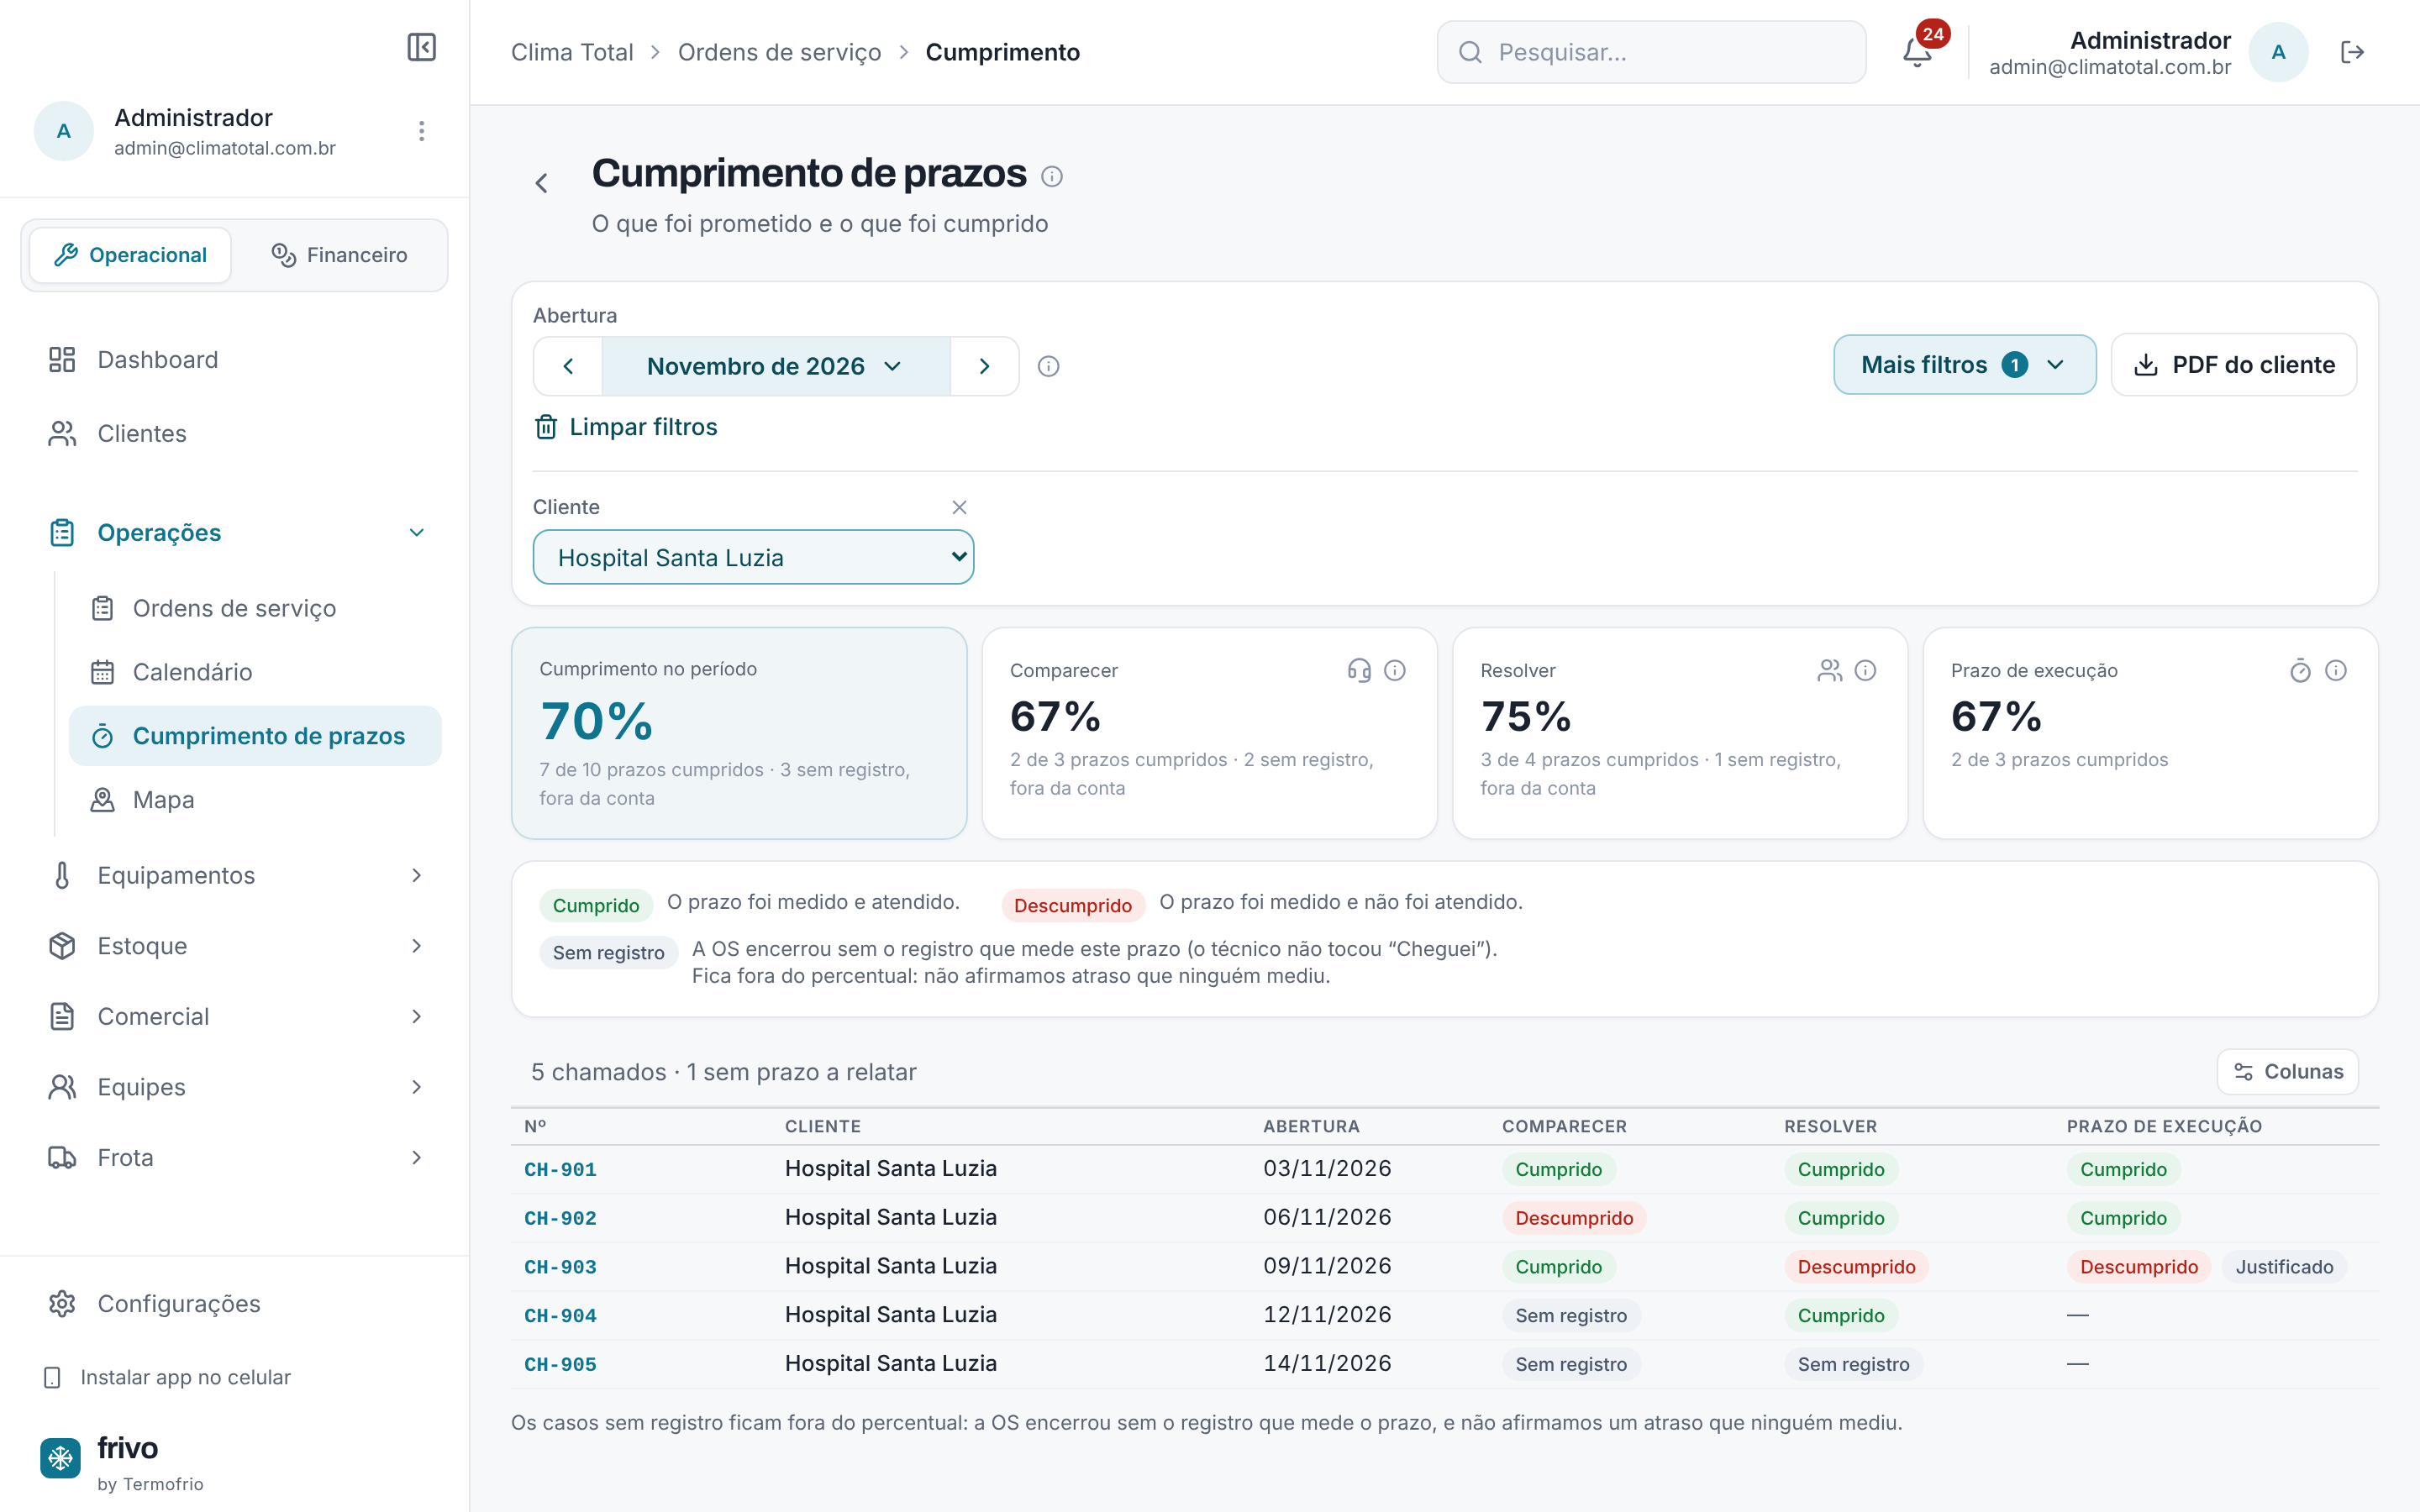 Clima Total > Ordens de serviço > Cumprimento
Pesquisar...
24
Administrador
admin@climatotal.com.br
A
A
Administrador
admin@climatotal.com.br
Operacional
Financeiro
Dashboard
Clientes
Operações
Ordens de serviço
Calendário
Cumprimento de prazos
Mapa
Equipamentos
Estoque
Comercial
Equipes
Frota
Configurações
Instalar app no celular
frivo
by Termofrio
Cumprimento de prazos
O que foi prometido e o que foi cumprido
Abertura
Novembro de 2026
Mais filtros 1
PDF do cliente
Limpar filtros
Cliente
Hospital Santa Luzia
Cumprimento no período
70%
7 de 10 prazos cumpridos · 3 sem registro,
fora da conta
Comparecer
67%
2 de 3 prazos cumpridos · 2 sem registro,
fora da conta
Resolver
75%
3 de 4 prazos cumpridos · 1 sem registro,
fora da conta
Prazo de execução
67%
2 de 3 prazos cumpridos
Cumprido O prazo foi medido e atendido. Descumprido O prazo foi medido e não foi atendido.
Sem registro A OS encerrou sem o registro que mede este prazo (o técnico não tocou “Cheguei”).
Fica fora do percentual: não afirmamos atraso que ninguém mediu.
5 chamados · 1 sem prazo a relatar
Colunas
Nº CLIENTE ABERTURA COMPARECER RESOLVER PRAZO DE EXECUÇÃO
CH-901 Hospital Santa Luzia 03/11/2026 Cumprido Cumprido Cumprido
CH-902 Hospital Santa Luzia 06/11/2026 Descumprido Cumprido Cumprido
CH-903 Hospital Santa Luzia 09/11/2026 Cumprido Descumprido Descumprido Justificado
CH-904 Hospital Santa Luzia 12/11/2026 Sem registro Cumprido —
CH-905 Hospital Santa Luzia 14/11/2026 Sem registro Sem registro —
Os casos sem registro ficam fora do percentual: a OS encerrou sem o registro que mede o prazo, e não afirmamos um atraso que ninguém mediu.